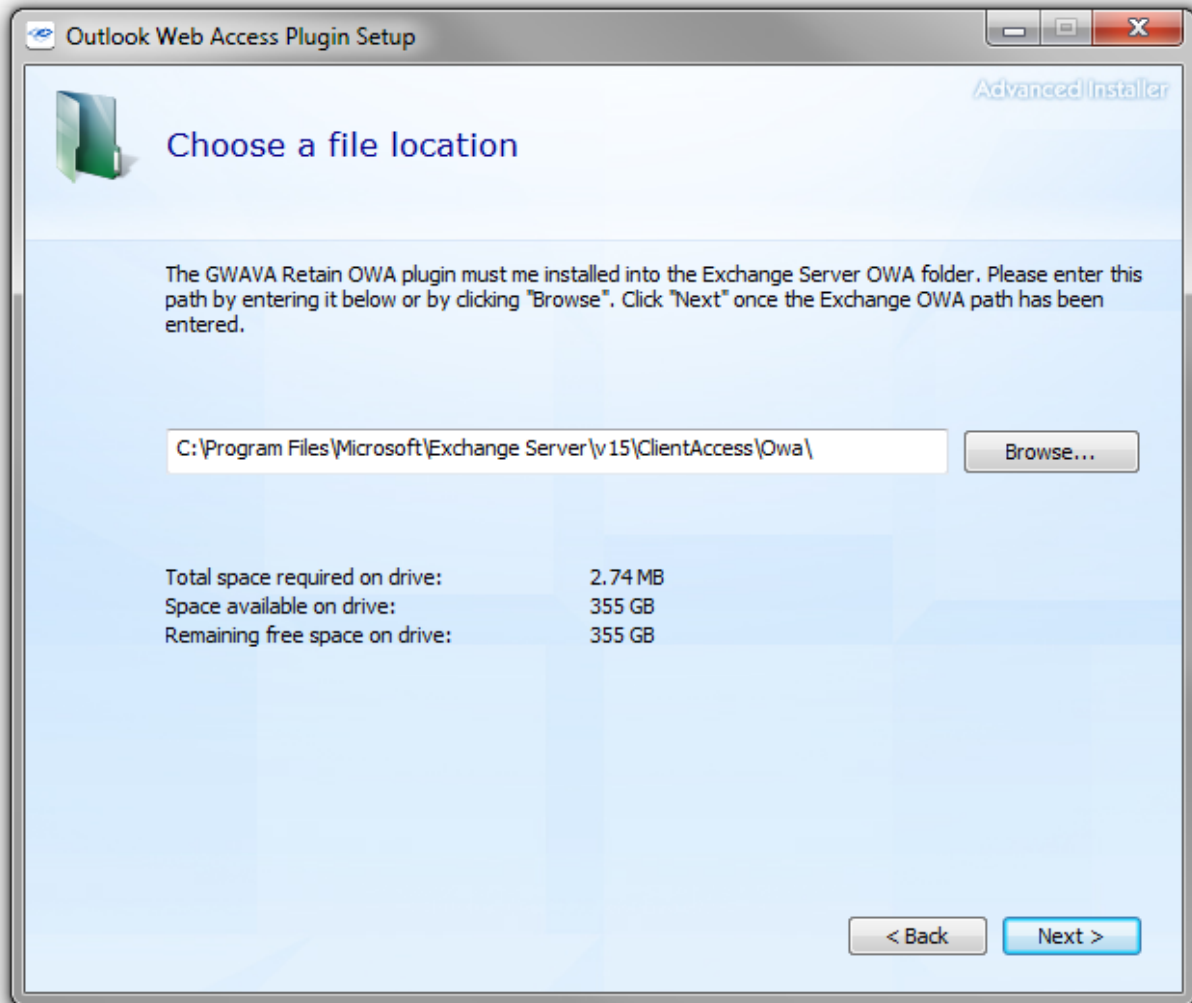 Outlook Web Access Plugin Setup
Advanced Installer
Choose a file location
The GWAVA Retain OWA plugin must me installed into the Exchange Server OWA folder. Please enter this
path by entering it below or by clicking "Browse". Click "Next" once the Exchange OWA path has been
entered.
C:\Program Files\Microsoft\Exchange Server\v15\ClientAccess\Owa\
Browse...
Total space required on drive: 2.74 MB
Space available on drive: 355 GB
Remaining free space on drive: 355 GB
< Back Next >